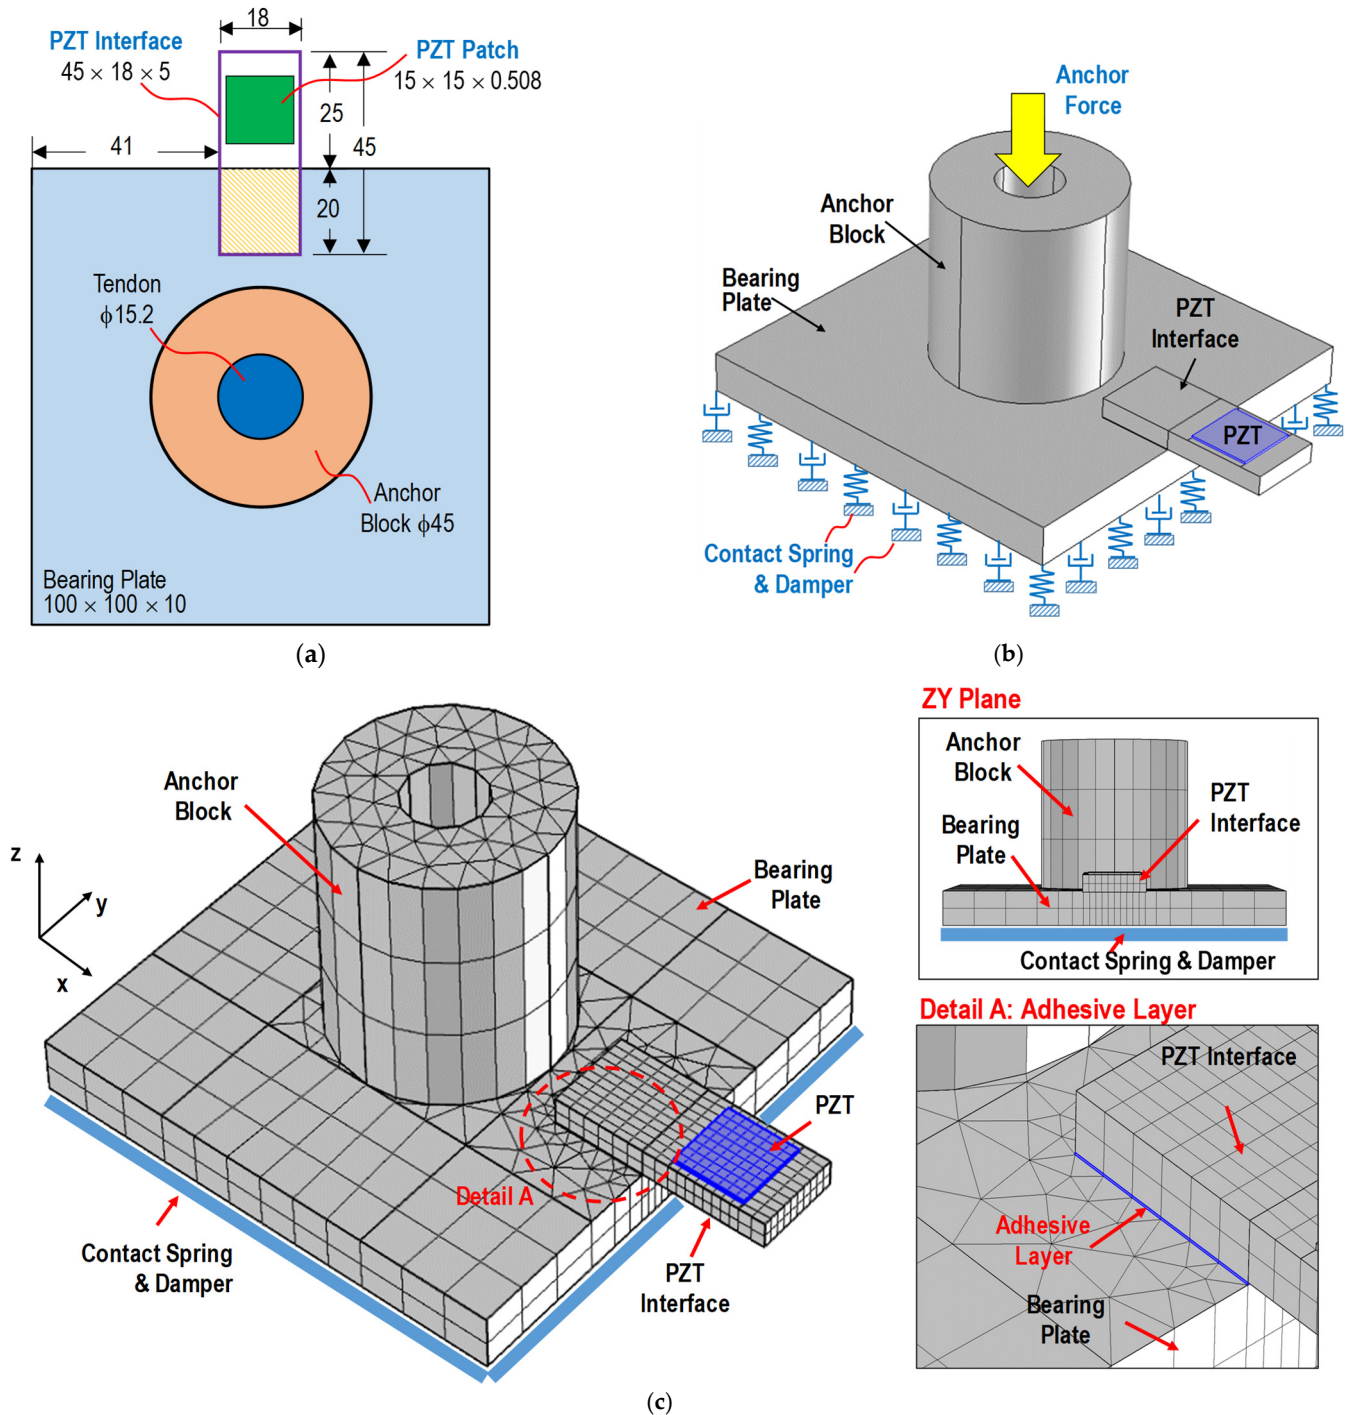 18
PZT Interface
45 × 18 × 5
PZT Patch
15 × 15 × 0.508
25
45
41
20
Tendon
ϕ15.2
Anchor
Block ϕ45
Bearing Plate
100 × 100 × 10
(a)
Anchor
Force
Anchor
Block
Bearing
Plate
PZT
Interface
PZT
Contact Spring
& Damper
(b)
Anchor
Block
Bearing
Plate
z
y
x
PZT
Detail A
Contact Spring
& Damper
PZT
Interface
ZY Plane
Anchor
Block
PZT
Interface
Bearing
Plate
Contact Spring & Damper
Detail A: Adhesive Layer
PZT Interface
Adhesive
Layer
Bearing
Plate
(c)